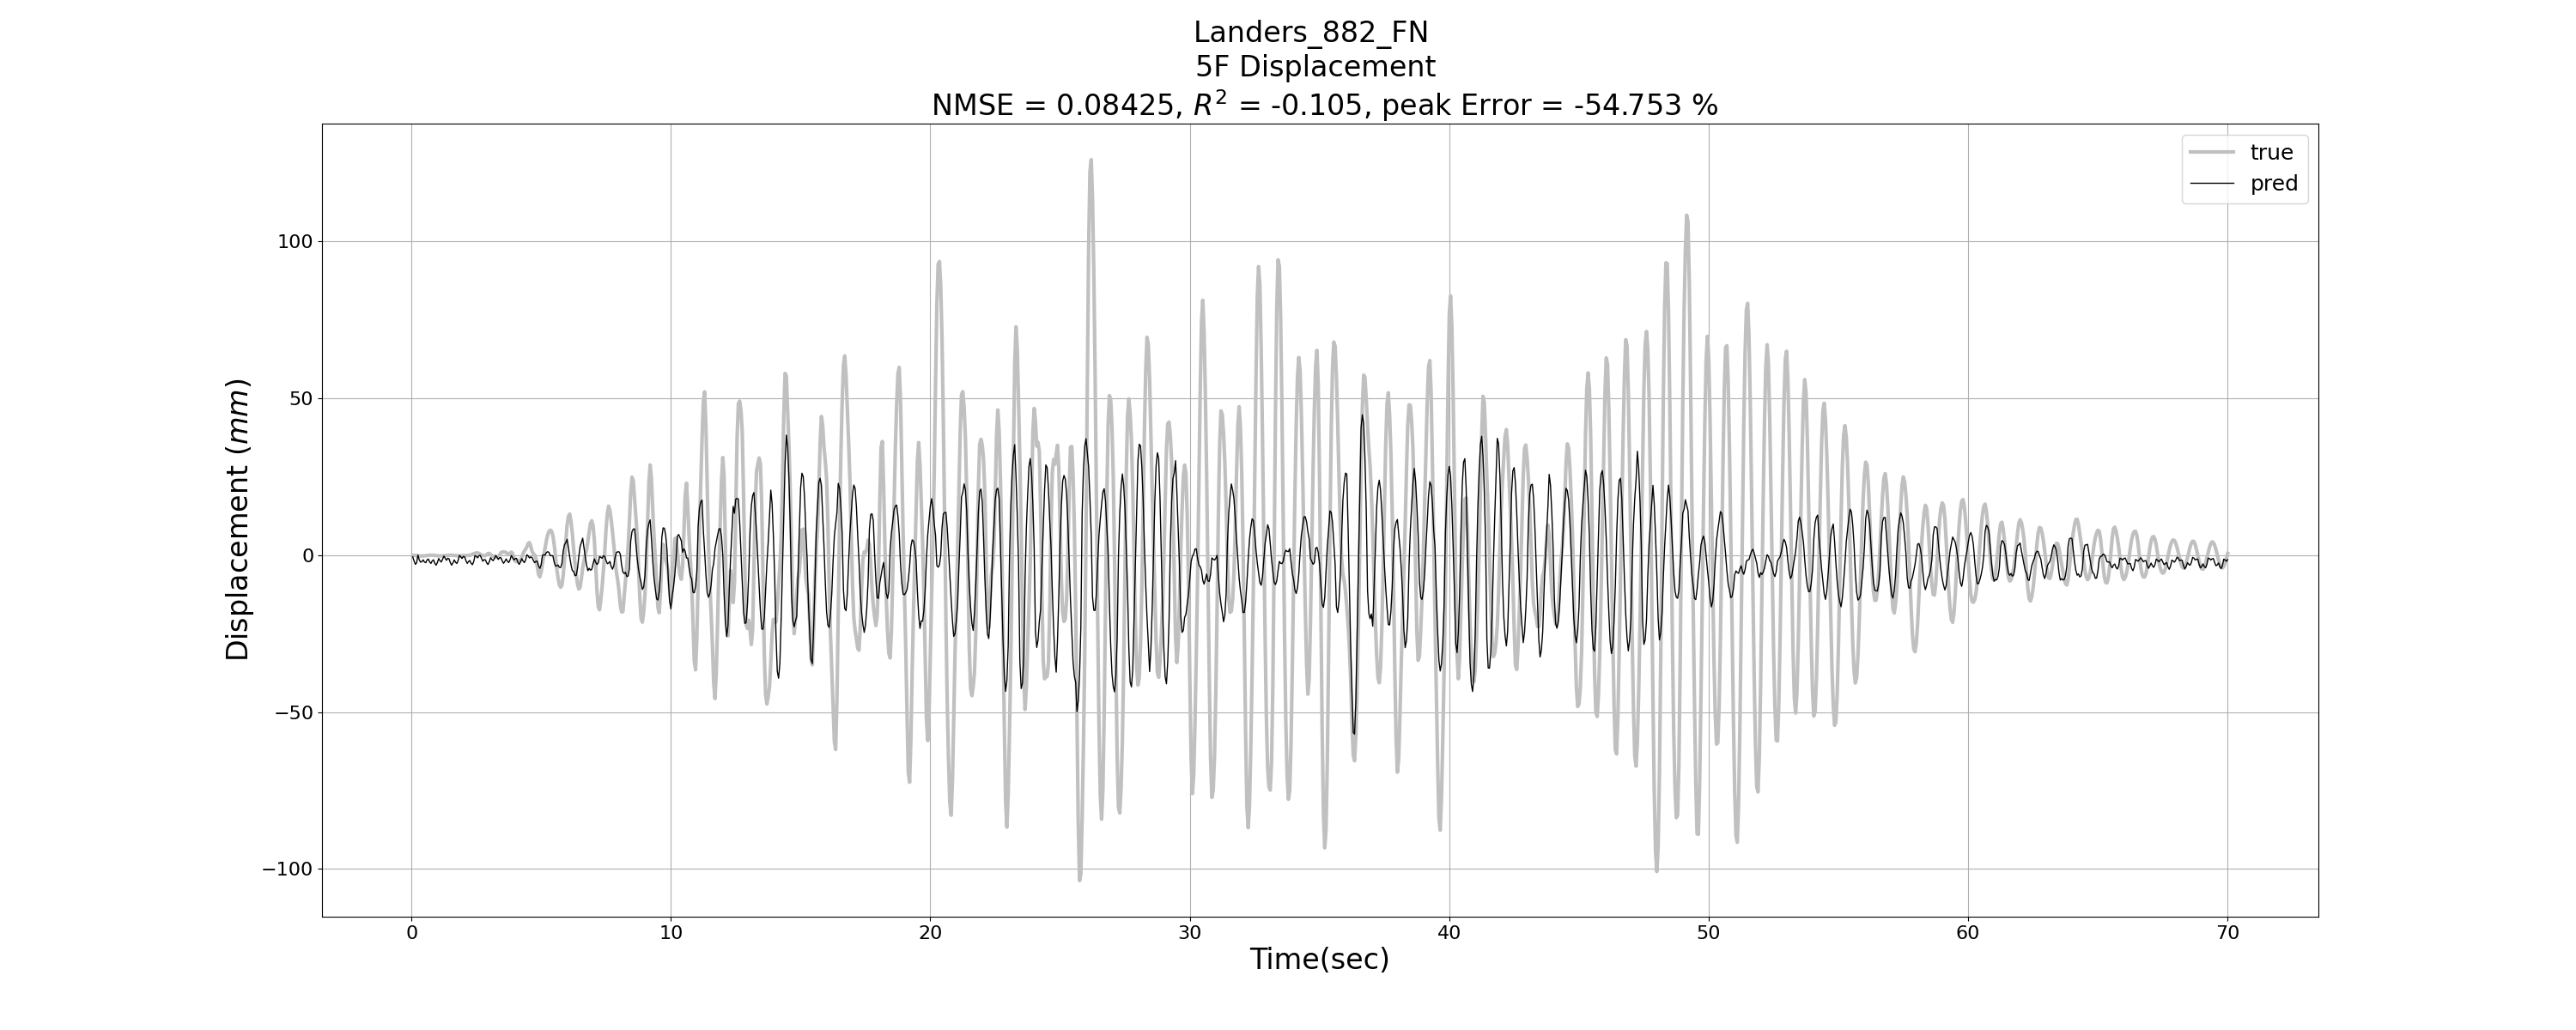 Landers_882_FN
5F Displacement
NMSE = 0.08425, R² = -0.105, peak Error = -54.753 %
true
pred
Displacement (mm)
100
50
0
−50
−100
0 10 20 30 40 50 60 70
Time(sec)